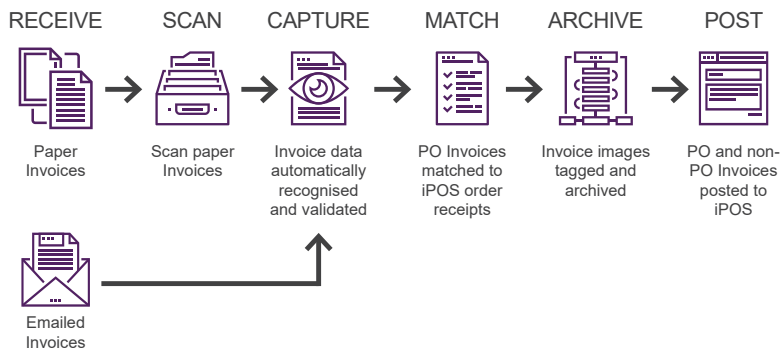 RECEIVE
SCAN
CAPTURE
MATCH
ARCHIVE
POST
Paper
Invoices
Scan paper
Invoices
Invoice data
automatically
recognised
and validated
PO Invoices
matched to
iPOS order
receipts
Invoice images
tagged and
archived
PO and non-
PO Invoices
posted to
iPOS
Emailed
Invoices